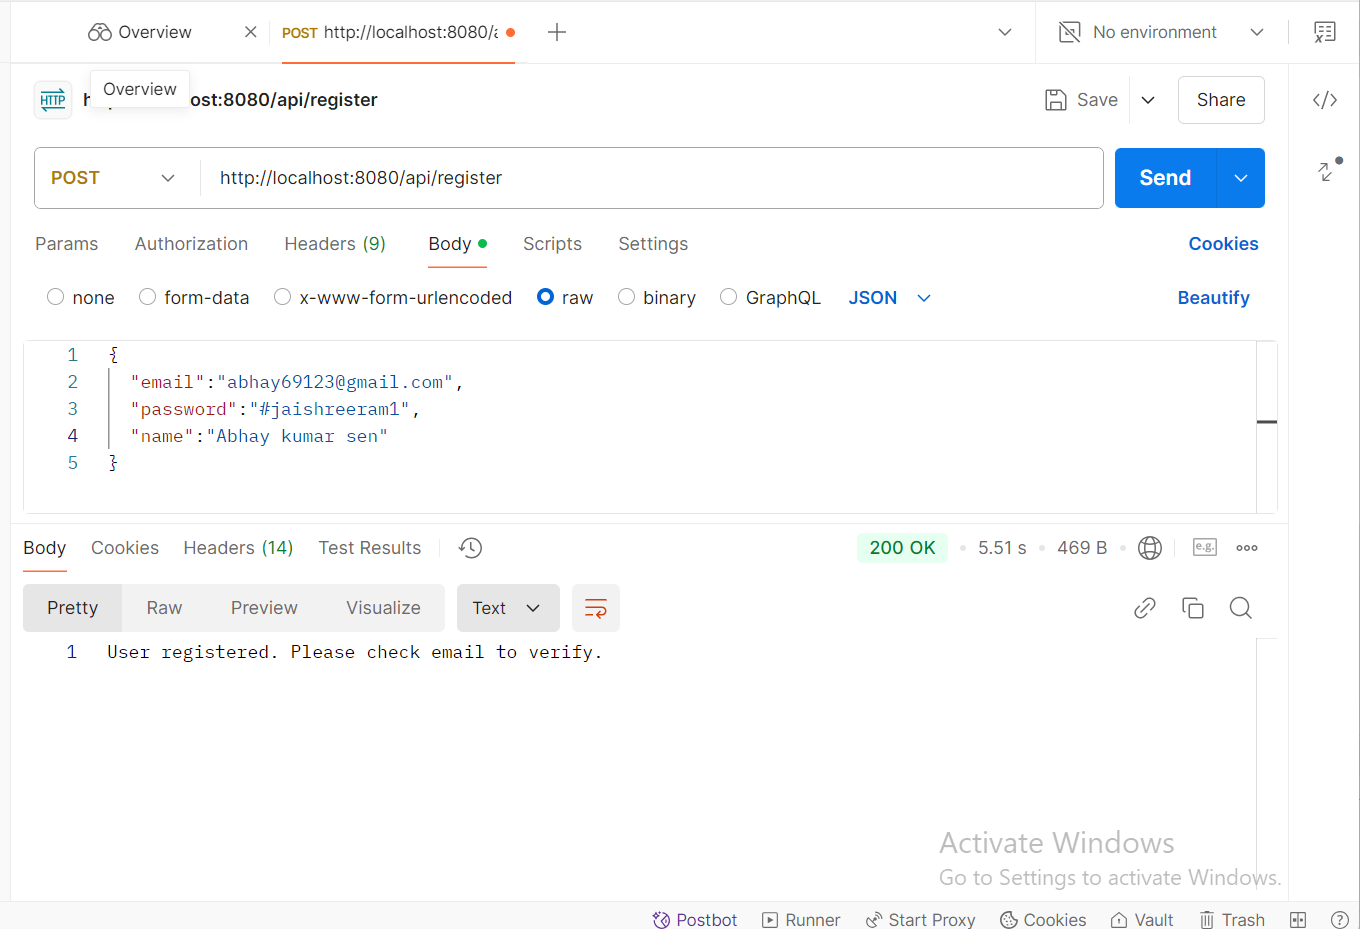 Overview
POST http://localhost:8080/a
No environment
Overview
ost:8080/api/register
Save
Share
POST
http://localhost:8080/api/register
Send
Params
Authorization
Headers (9)
Body
Scripts
Settings
Cookies
none
form-data
x-www-form-urlencoded
raw
binary
GraphQL
JSON
Beautify
1 {
2 "email":"abhay69123@gmail.com",
3 "password":"#jaishreeram1",
4 "name":"Abhay kumar sen"
5 }
Body
Cookies
Headers (14)
Test Results
200 OK
5.51 s
469 B
e.g.
Pretty
Raw
Preview
Visualize
Text
1 User registered. Please check email to verify.
Activate Windows
Go to Settings to activate Windows.
Postbot
Runner
Start Proxy
Cookies
Vault
Trash